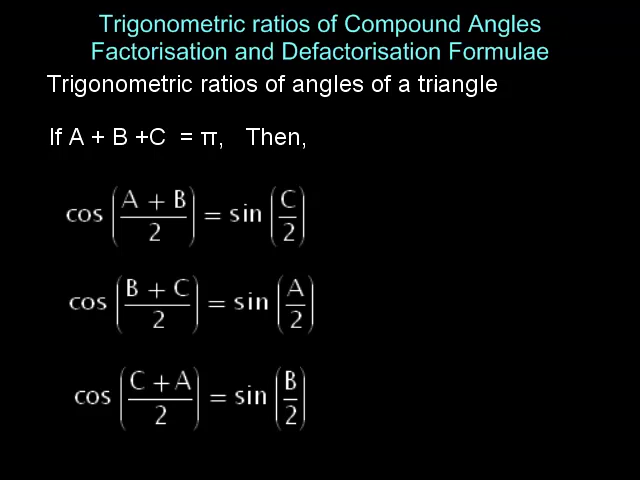 Trigonometric ratios of Compound Angles
Factorisation and Defactorisation Formulae
Trigonometric ratios of angles of a triangle
If A + B +C = π, Then,
cos (A + B / 2) = sin (C / 2)
cos (B + C / 2) = sin (A / 2)
cos (C + A / 2) = sin (B / 2)